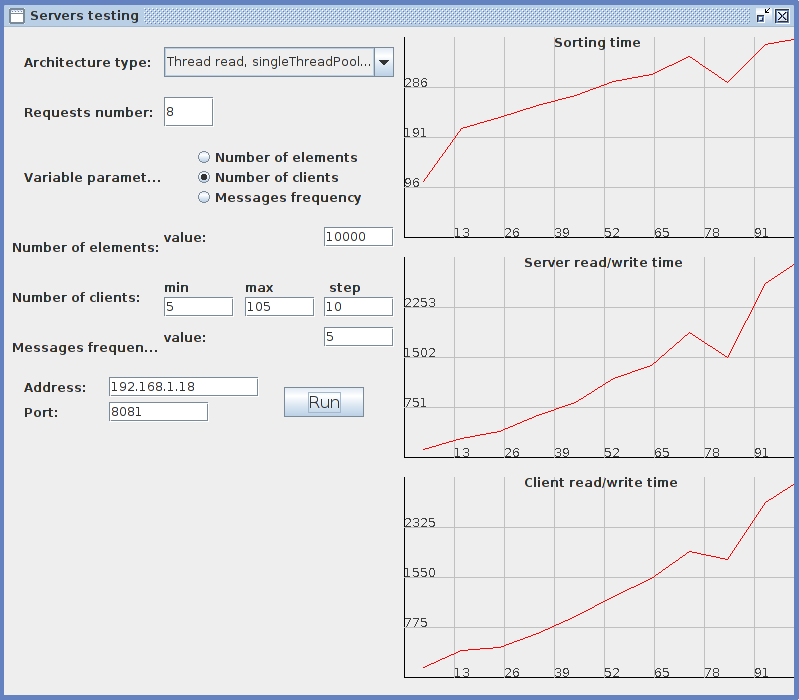 Servers testing
Architecture type: Thread read, singleThreadPool...
Requests number: 8
Variable paramet...
Number of elements
Number of clients
Messages frequency
Number of elements: value: 10000
min max step
Number of clients: 5 105 10
Messages frequen... value: 5
Address: 192.168.1.18
Port: 8081
Run
Sorting time
286
191
96
13 26 39 52 65 78 91
Server read/write time
2253
1502
751
13 26 39 52 65 78 91
Client read/write time
2325
1550
775
13 26 39 52 65 78 91